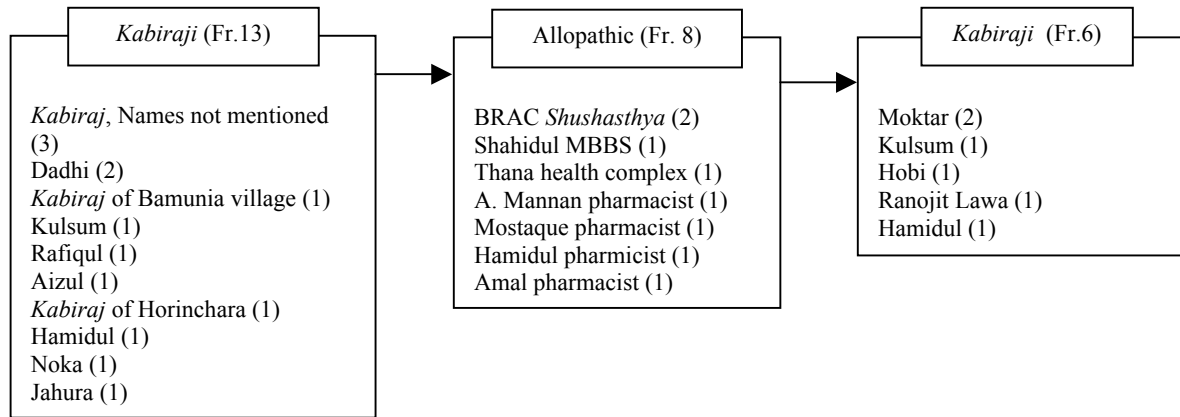 Kabiraji (Fr.13)
Kabiraj, Names not mentioned
(3)
Dadhi (2)
Kabiraj of Bamunia village (1)
Kulsum (1)
Rafiqul (1)
Aizul (1)
Kabiraj of Horinchara (1)
Hamidul (1)
Noka (1)
Jahura (1)
Allopathic (Fr. 8)
BRAC Shushasthya (2)
Shahidul MBBS (1)
Thana health complex (1)
A. Mannan pharmacist (1)
Mostaque pharmacist (1)
Hamidul pharmicist (1)
Amal pharmacist (1)
Kabiraji (Fr.6)
Moktar (2)
Kulsum (1)
Hobi (1)
Ranojit Lawa (1)
Hamidul (1)